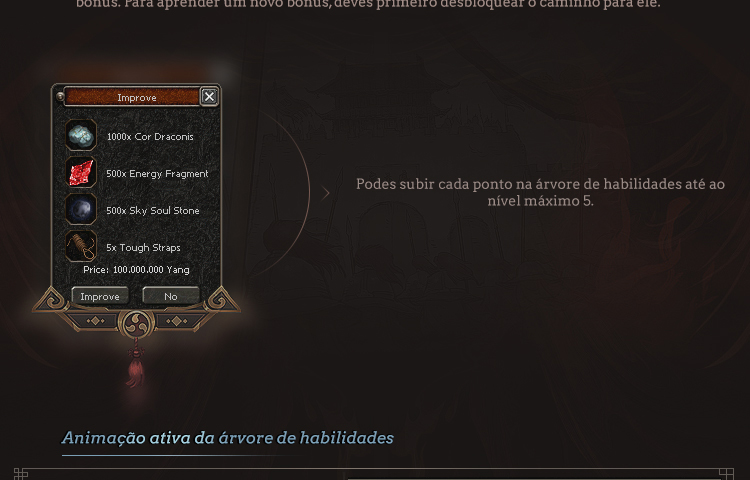 bónus. Para aprender um novo bónus, deves primeiro desbloquear o caminho para ele.
Improve
1000x Cor Draconis
500x Energy Fragment
500x Sky Soul Stone
5x Tough Straps
Price: 100.000.000 Yang
Improve No
Podes subir cada ponto na árvore de habilidades até ao
nível máximo 5.
Animação ativa da árvore de habilidades